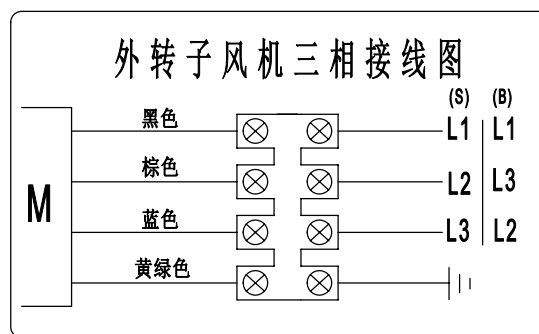 外转子风机三相接线图
(S) (B)
黑色 L1 L1
棕色 L2 L3
M
蓝色 L3 L2
黄绿色